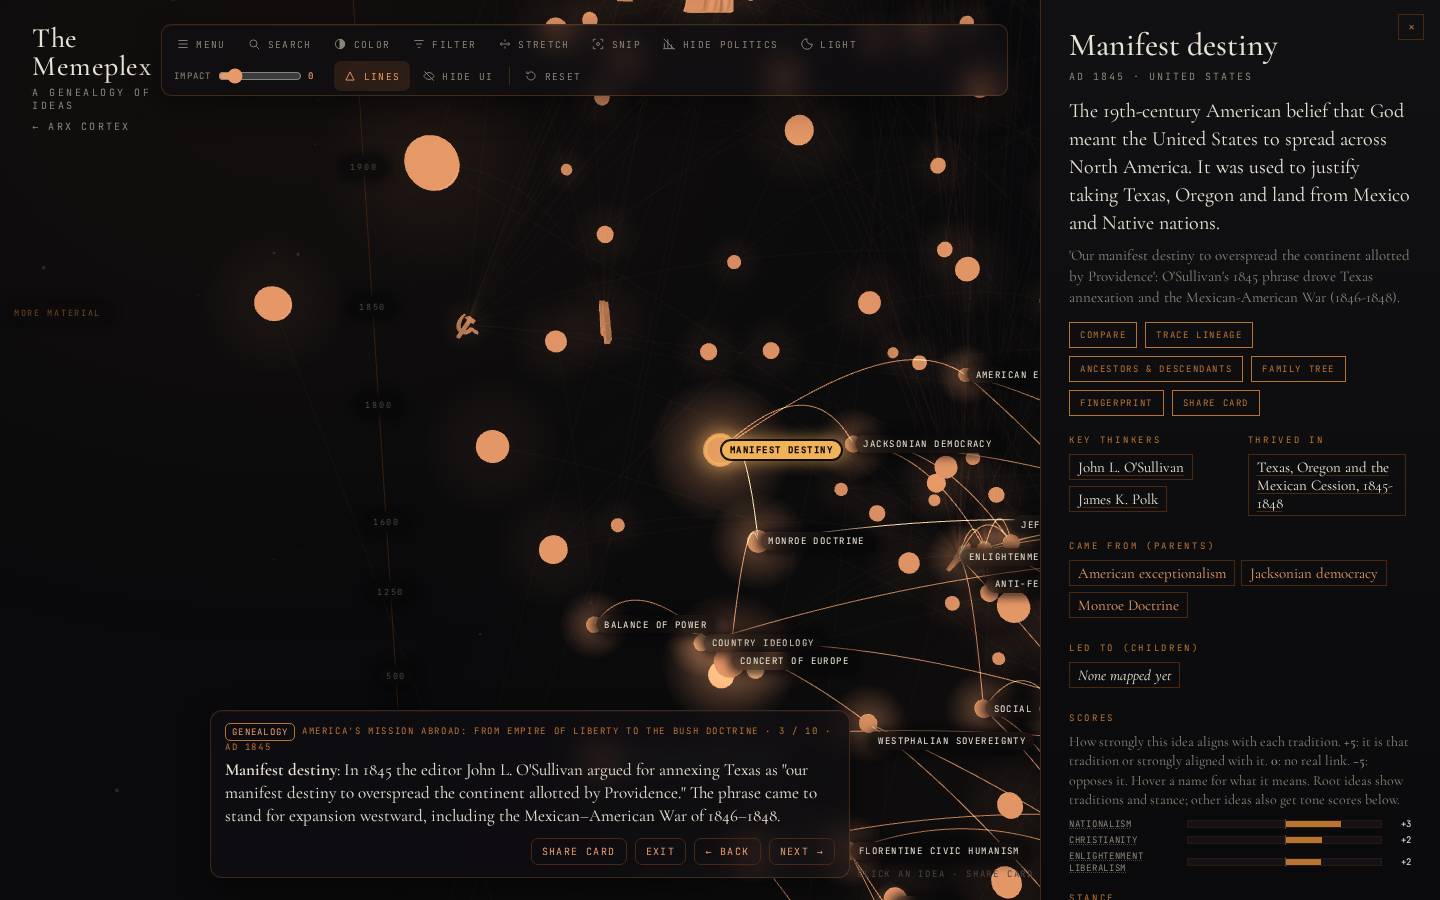 The
Memeplex
A GENEALOGY OF
IDEAS
← ARX CORTEX
MENU
SEARCH
COLOR
FILTER
STRETCH
SNIP
HIDE POLITICS
LIGHT
IMPACT
0
LINES
HIDE UI
RESET
1900
1850
1800
1600
1250
500
MORE MATERIAL
AMERICAN E
MANIFEST DESTINY
JACKSONIAN DEMOCRACY
JEF
MONROE DOCTRINE
ENLIGHTENME
ANTI-FE
BALANCE OF POWER
COUNTRY IDEOLOGY
CONCERT OF EUROPE
SOCIAL
WESTPHALIAN SOVEREIGNTY
FLORENTINE CIVIC HUMANISM
CLICK AN IDEA · SHARE CARD
GENEALOGY AMERICA'S MISSION ABROAD: FROM EMPIRE OF LIBERTY TO THE BUSH DOCTRINE · 3 / 10 ·
AD 1845
Manifest destiny: In 1845 the editor John L. O'Sullivan argued for annexing Texas as "our
manifest destiny to overspread the continent allotted by Providence." The phrase came to
stand for expansion westward, including the Mexican–American War of 1846–1848.
SHARE CARD
EXIT
← BACK
NEXT →
×
Manifest destiny
AD 1845 · UNITED STATES
The 19th-century American belief that God
meant the United States to spread across
North America. It was used to justify
taking Texas, Oregon and land from Mexico
and Native nations.
'Our manifest destiny to overspread the continent allotted
by Providence': O'Sullivan's 1845 phrase drove Texas
annexation and the Mexican-American War (1846-1848).
COMPARE
TRACE LINEAGE
ANCESTORS & DESCENDANTS
FAMILY TREE
FINGERPRINT
SHARE CARD
KEY THINKERS
John L. O'Sullivan
James K. Polk
THRIVED IN
Texas, Oregon and the
Mexican Cession, 1845-
1848
CAME FROM (PARENTS)
American exceptionalism
Jacksonian democracy
Monroe Doctrine
LED TO (CHILDREN)
None mapped yet
SCORES
How strongly this idea aligns with each tradition. +5: it is that
tradition or strongly aligned with it. 0: no real link. −5:
opposes it. Hover a name for what it means. Root ideas show
traditions and stance; other ideas also get tone scores below.
NATIONALISM +3
CHRISTIANITY +2
ENLIGHTENMENT
LIBERALISM +2
STANCE